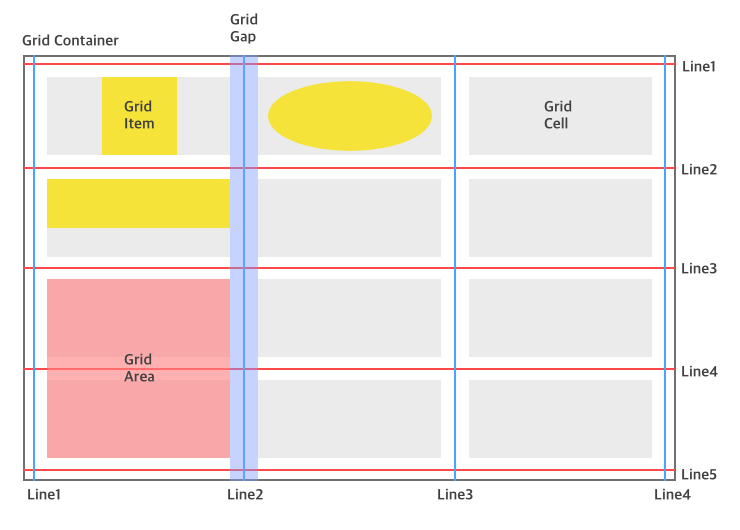 Grid
Gap
Grid Container
Line1
Grid
Item
Grid
Cell
Line2
Line3
Grid
Area
Line4
Line5
Line1
Line2
Line3
Line4